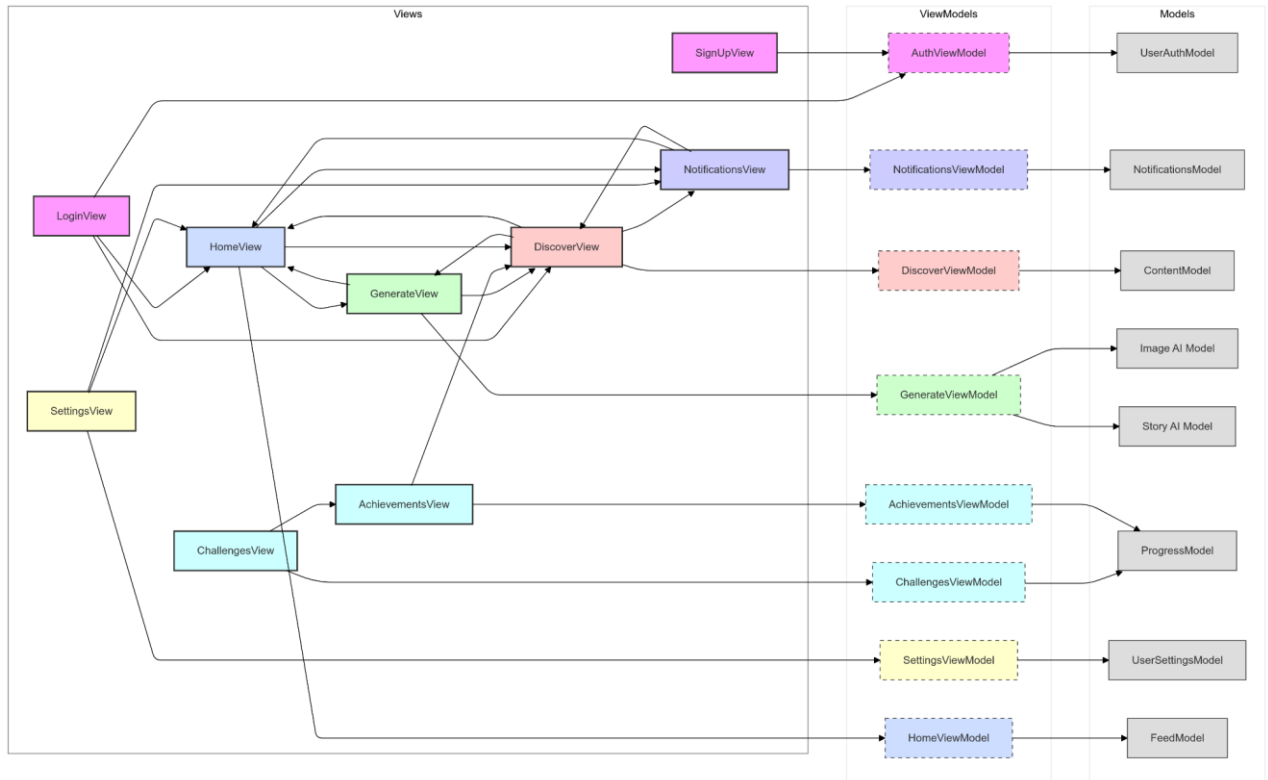 Views
ViewModels
Models
SignUpView
AuthViewModel
UserAuthModel
NotificationsView
NotificationsViewModel
NotificationsModel
LoginView
HomeView
DiscoverView
DiscoverViewModel
ContentModel
GenerateView
Image AI Model
GenerateViewModel
SettingsView
Story AI Model
AchievementsView
AchievementsViewModel
ChallengesView
ProgressModel
ChallengesViewModel
SettingsViewModel
UserSettingsModel
HomeViewModel
FeedModel